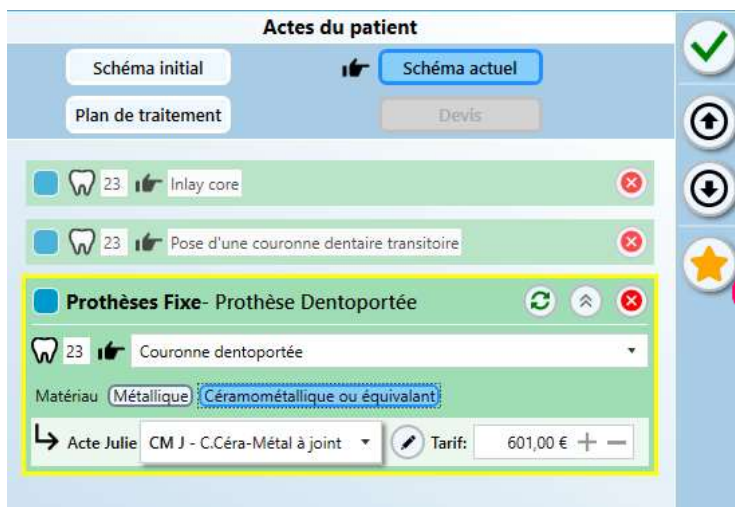 Actes du patient
Schéma initial
Schéma actuel
Plan de traitement
Devis
23 Inlay core
23 Pose d'une couronne dentaire transitoire
Prothèses Fixe- Prothèse Dentoportée
23 Couronne dentoportée
Matériau Métallique Céramométallique ou équivalant
Acte Julie CM J - C.Céra-Métal à joint Tarif: 601,00 € + −